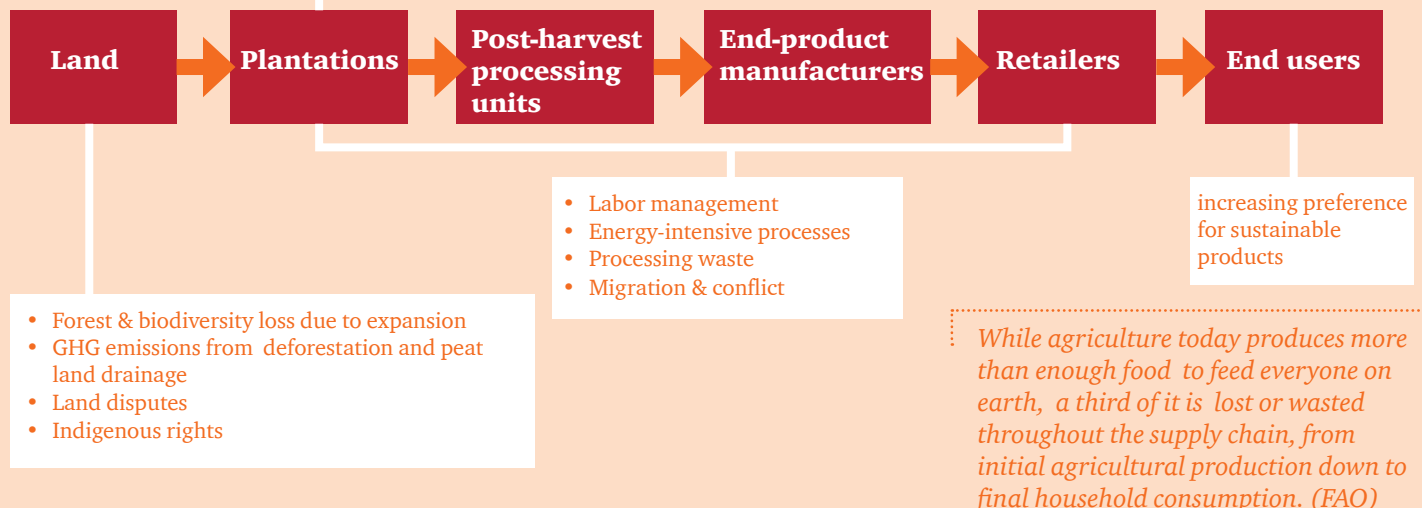 Land
Plantations
Post-harvest
processing
units
End-product
manufacturers
Retailers
End users
• Labor management
• Energy-intensive processes
• Processing waste
• Migration & conflict
increasing preference
for sustainable
products
• Forest & biodiversity loss due to expansion
• GHG emissions from deforestation and peat
land drainage
• Land disputes
• Indigenous rights
While agriculture today produces more
than enough food to feed everyone on
earth, a third of it is lost or wasted
throughout the supply chain, from
initial agricultural production down to
final household consumption. (FAO)